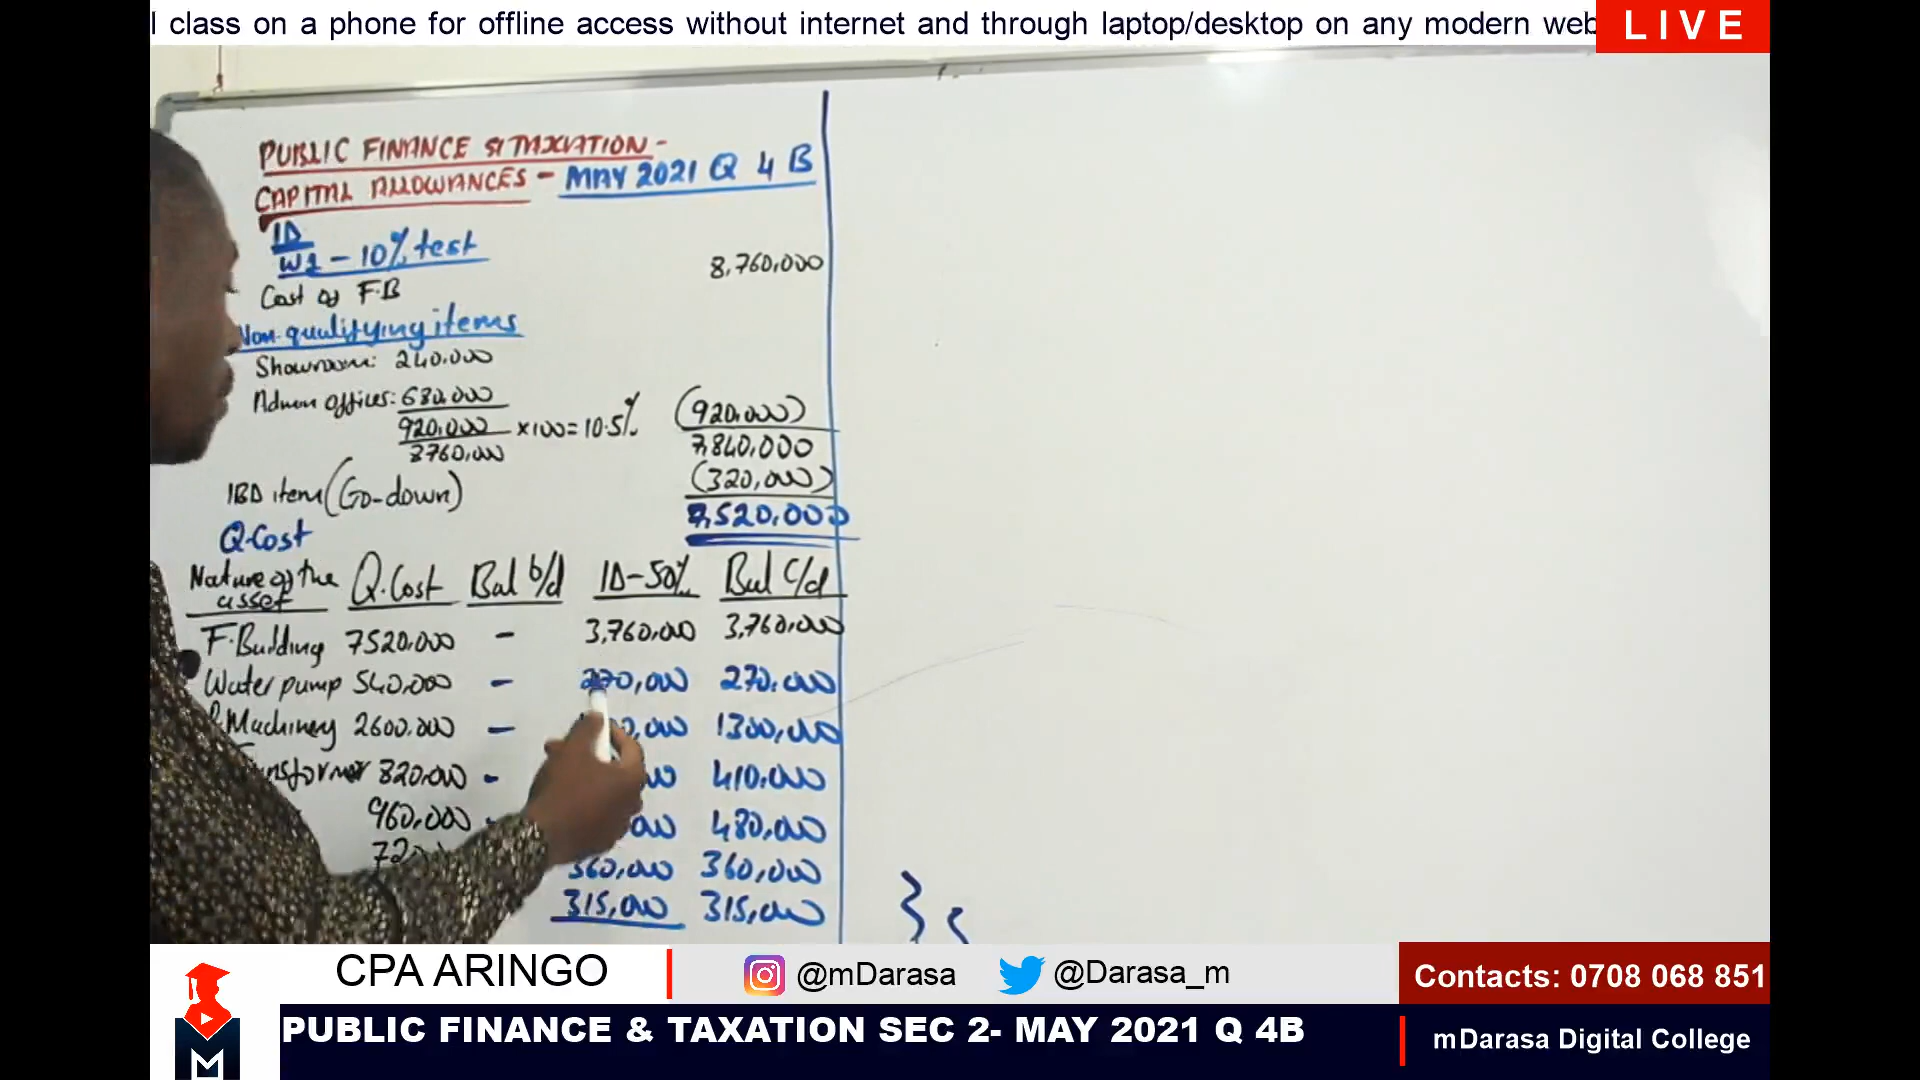 l class on a phone for offline access without internet and through laptop/desktop on any modern web
LIVE
PUBLIC FINANCE & TAXATION -
CAPITAL ALLOWANCES - MAY 2021 Q 4 B
ID
W1 - 10% test
Cost of F.B 8,760,000
Non-qualifying items
Showroom: 240,000
Admin offices: 680,000 (920,000)
920,000 x100 = 10.5%
8760,000
7,840,000
IBD item (Go-down) (320,000)
Q.Cost 7,520,000
Nature of the asset Q.Cost Bal b/d ID-50% Bal c/d
F.Building 7520,000 - 3,760,000 3,760,000
Water pump 540,000 - 270,000 270,000
Machinery 2600,000 - 1300,000
820,000 - 410,000
960,000 480,000
72 360,000 360,000
315,000 315,000
CPA ARINGO
@mDarasa
@Darasa_m
Contacts: 0708 068 851
M
PUBLIC FINANCE & TAXATION SEC 2- MAY 2021 Q 4B
mDarasa Digital College